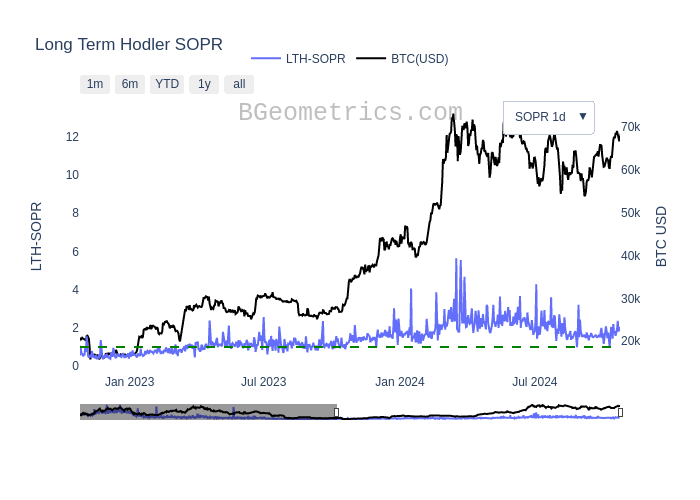 Long Term Hodler SOPR
LTH-SOPR BTC(USD)
1m 6m YTD 1y all
BGeometrics.com
SOPR 1d ▼
12
10
8
6
4
2
0
LTH-SOPR
70k
60k
50k
40k
30k
20k
BTC USD
Jan 2023 Jul 2023 Jan 2024 Jul 2024